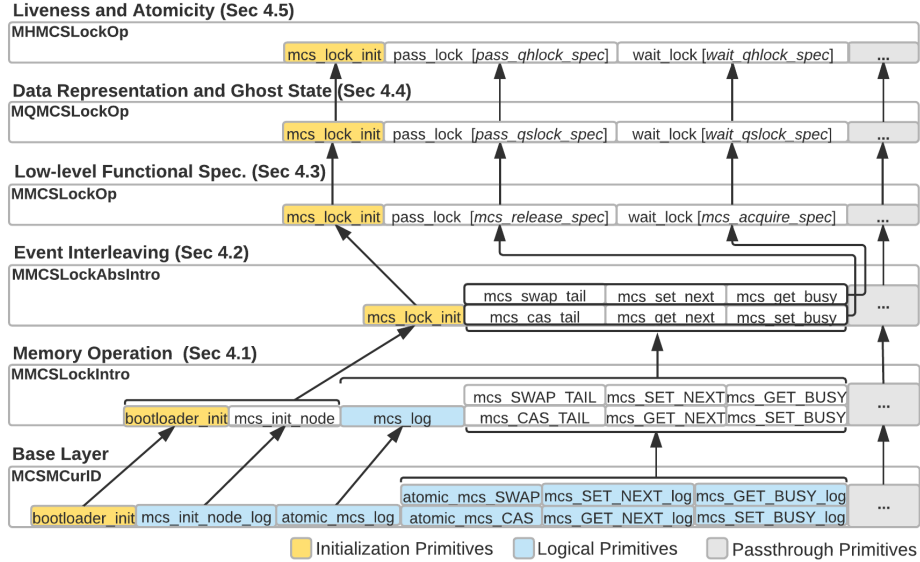 Liveness and Atomicity (Sec 4.5)
MHMCSLockOp
mcs_lock_init pass_lock [pass_qhlock_spec] wait_lock [wait_qhlock_spec] ...
Data Representation and Ghost State (Sec 4.4)
MQMCSLockOp
mcs_lock_init pass_lock [pass_qslock_spec] wait_lock [wait_qslock_spec] ...
Low-level Functional Spec. (Sec 4.3)
MMCSLockOp
mcs_lock_init pass_lock [mcs_release_spec] wait_lock [mcs_acquire_spec] ...
Event Interleaving (Sec 4.2)
MMCSLockAbsIntro
mcs_swap_tail mcs_set_next mcs_get_busy ...
mcs_lock_init mcs_cas_tail mcs_get_next mcs_set_busy
Memory Operation (Sec 4.1)
MMCSLockIntro
mcs_SWAP_TAIL mcs_SET_NEXT mcs_GET_BUSY ...
bootloader_init mcs_init_node mcs_log mcs_CAS_TAIL mcs_GET_NEXT mcs_SET_BUSY
Base Layer
MCSMCurID
atomic_mcs_SWAP mcs_SET_NEXT_log mcs_GET_BUSY_log ...
bootloader_init mcs_init_node_log atomic_mcs_log atomic_mcs_CAS mcs_GET_NEXT_log mcs_SET_BUSY_log
Initialization Primitives Logical Primitives Passthrough Primitives